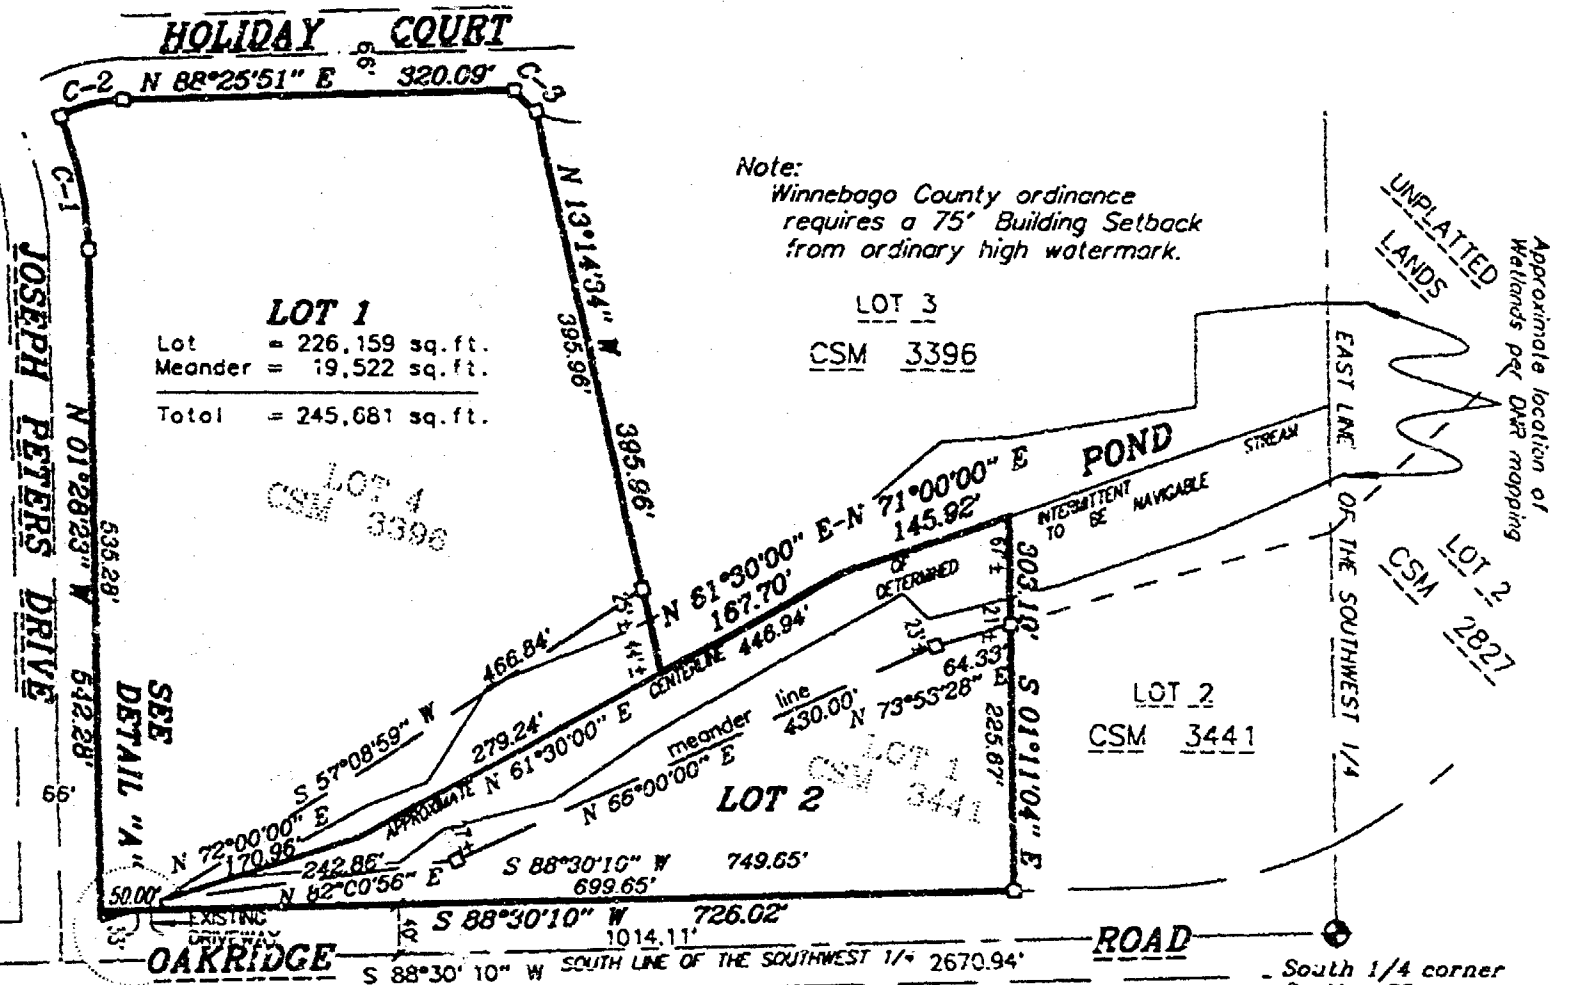 HOLIDAY COURT
66'
C-2
N 88°25'51" E 320.09'
C-3
C-1
N 13°14'34" W
395.96'
395.96'
Note:
Winnebago County ordinance
requires a 75' Building Setback
from ordinary high watermark.
UNPLATTED
LANDS
Approximate location of
Wetlands per DNR mapping
LOT 1
Lot = 226,159 sq.ft.
Meander = 19,522 sq.ft.
Total = 245,681 sq.ft.
LOT 3
CSM 3396
LOT 4
CSM 3396
JOSEPH PETERS DRIVE
N 01°28'23" W
535.28'
542.28'
66'
SEE
DETAIL "A"
EAST LINE OF THE SOUTHWEST 1/4
POND
STREAM
INTERMITTENT
TO BE NAVIGABLE
OF
DETERMINED
N 61°30'00" E-N 71°00'00" E
167.70'
145.92'
67'±
303.10'
21'±
23'±
25'±
44'±
CENTERLINE 446.94'
466.84'
S 57°08'59" W
279.24'
N 61°30'00" E
APPROXIMATE
meander line
430.00'
N 66°00'00" E
64.33'
N 73°53'28" E
225.67'
S 01°11'04" E
LOT 2
CSM 2827
LOT 2
CSM 3441
LOT 1
CSM 3441
LOT 2
N 72°00'00" E
170.96'
242.86'
N 82°00'56" E
17'±
S 88°30'10" W 749.65'
699.65'
50.00'
EXISTING
DRIVEWAY
33'
40'
S 88°30'10" W 726.02'
1014.11'
OAKRIDGE ROAD
S 88°30'10" W SOUTH LINE OF THE SOUTHWEST 1/4 2670.94'
South 1/4 corner